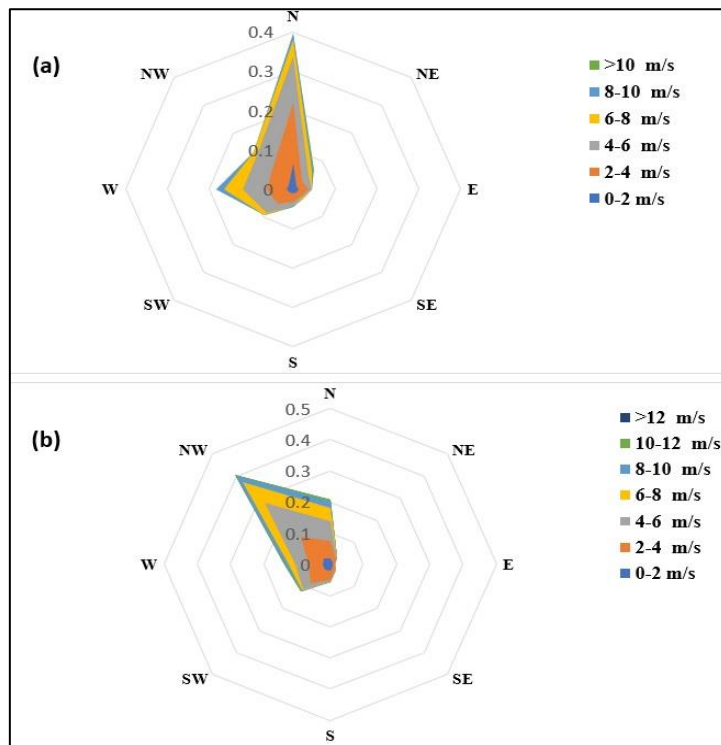 N
0.4
(a)
NW
NE
0.3
0.2
0.1
W
0
E
SW
SE
S
>10 m/s
8-10 m/s
6-8 m/s
4-6 m/s
2-4 m/s
0-2 m/s
N
0.5
(b)
NW
NE
0.4
0.3
0.2
0.1
W
0
E
SW
SE
S
>12 m/s
10-12 m/s
8-10 m/s
6-8 m/s
4-6 m/s
2-4 m/s
0-2 m/s